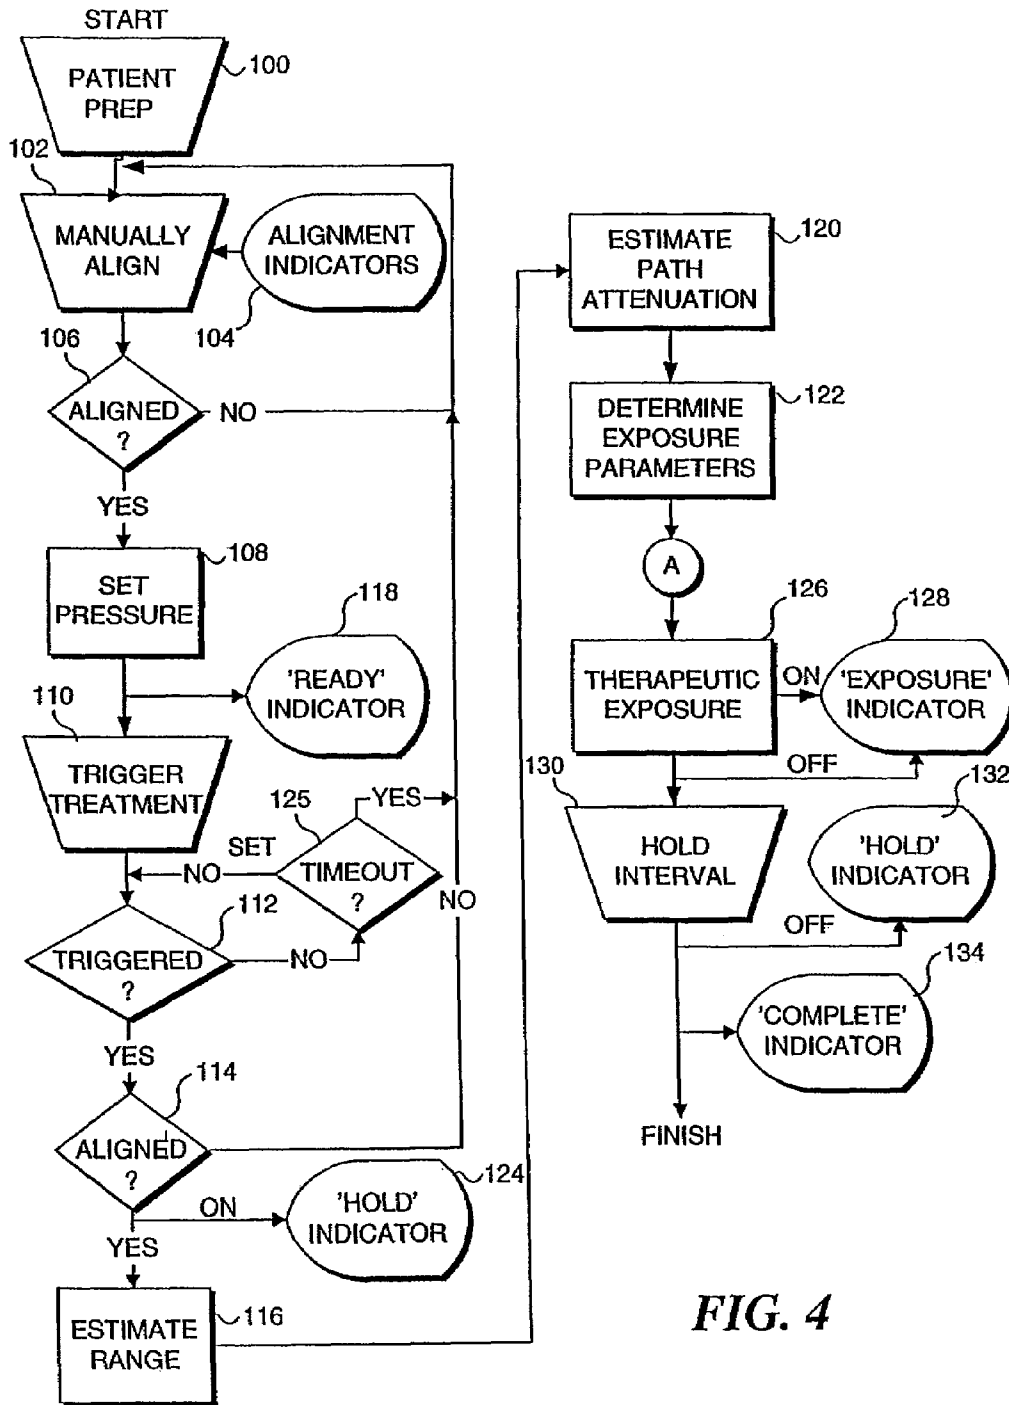 START
PATIENT
PREP
100
102
MANUALLY
ALIGN
ALIGNMENT
INDICATORS
104
106
ALIGNED
?
NO
YES
108
SET
PRESSURE
118
'READY'
INDICATOR
110
TRIGGER
TREATMENT
125
YES
SET
NO
TIMEOUT
?
NO
112
TRIGGERED
?
NO
YES
114
ALIGNED
?
ON
124
'HOLD'
INDICATOR
YES
116
ESTIMATE
RANGE
120
ESTIMATE
PATH
ATTENUATION
122
DETERMINE
EXPOSURE
PARAMETERS
A
126
THERAPEUTIC
EXPOSURE
ON
128
'EXPOSURE'
INDICATOR
OFF
130
HOLD
INTERVAL
132
'HOLD'
INDICATOR
OFF
134
'COMPLETE'
INDICATOR
FINISH
FIG. 4